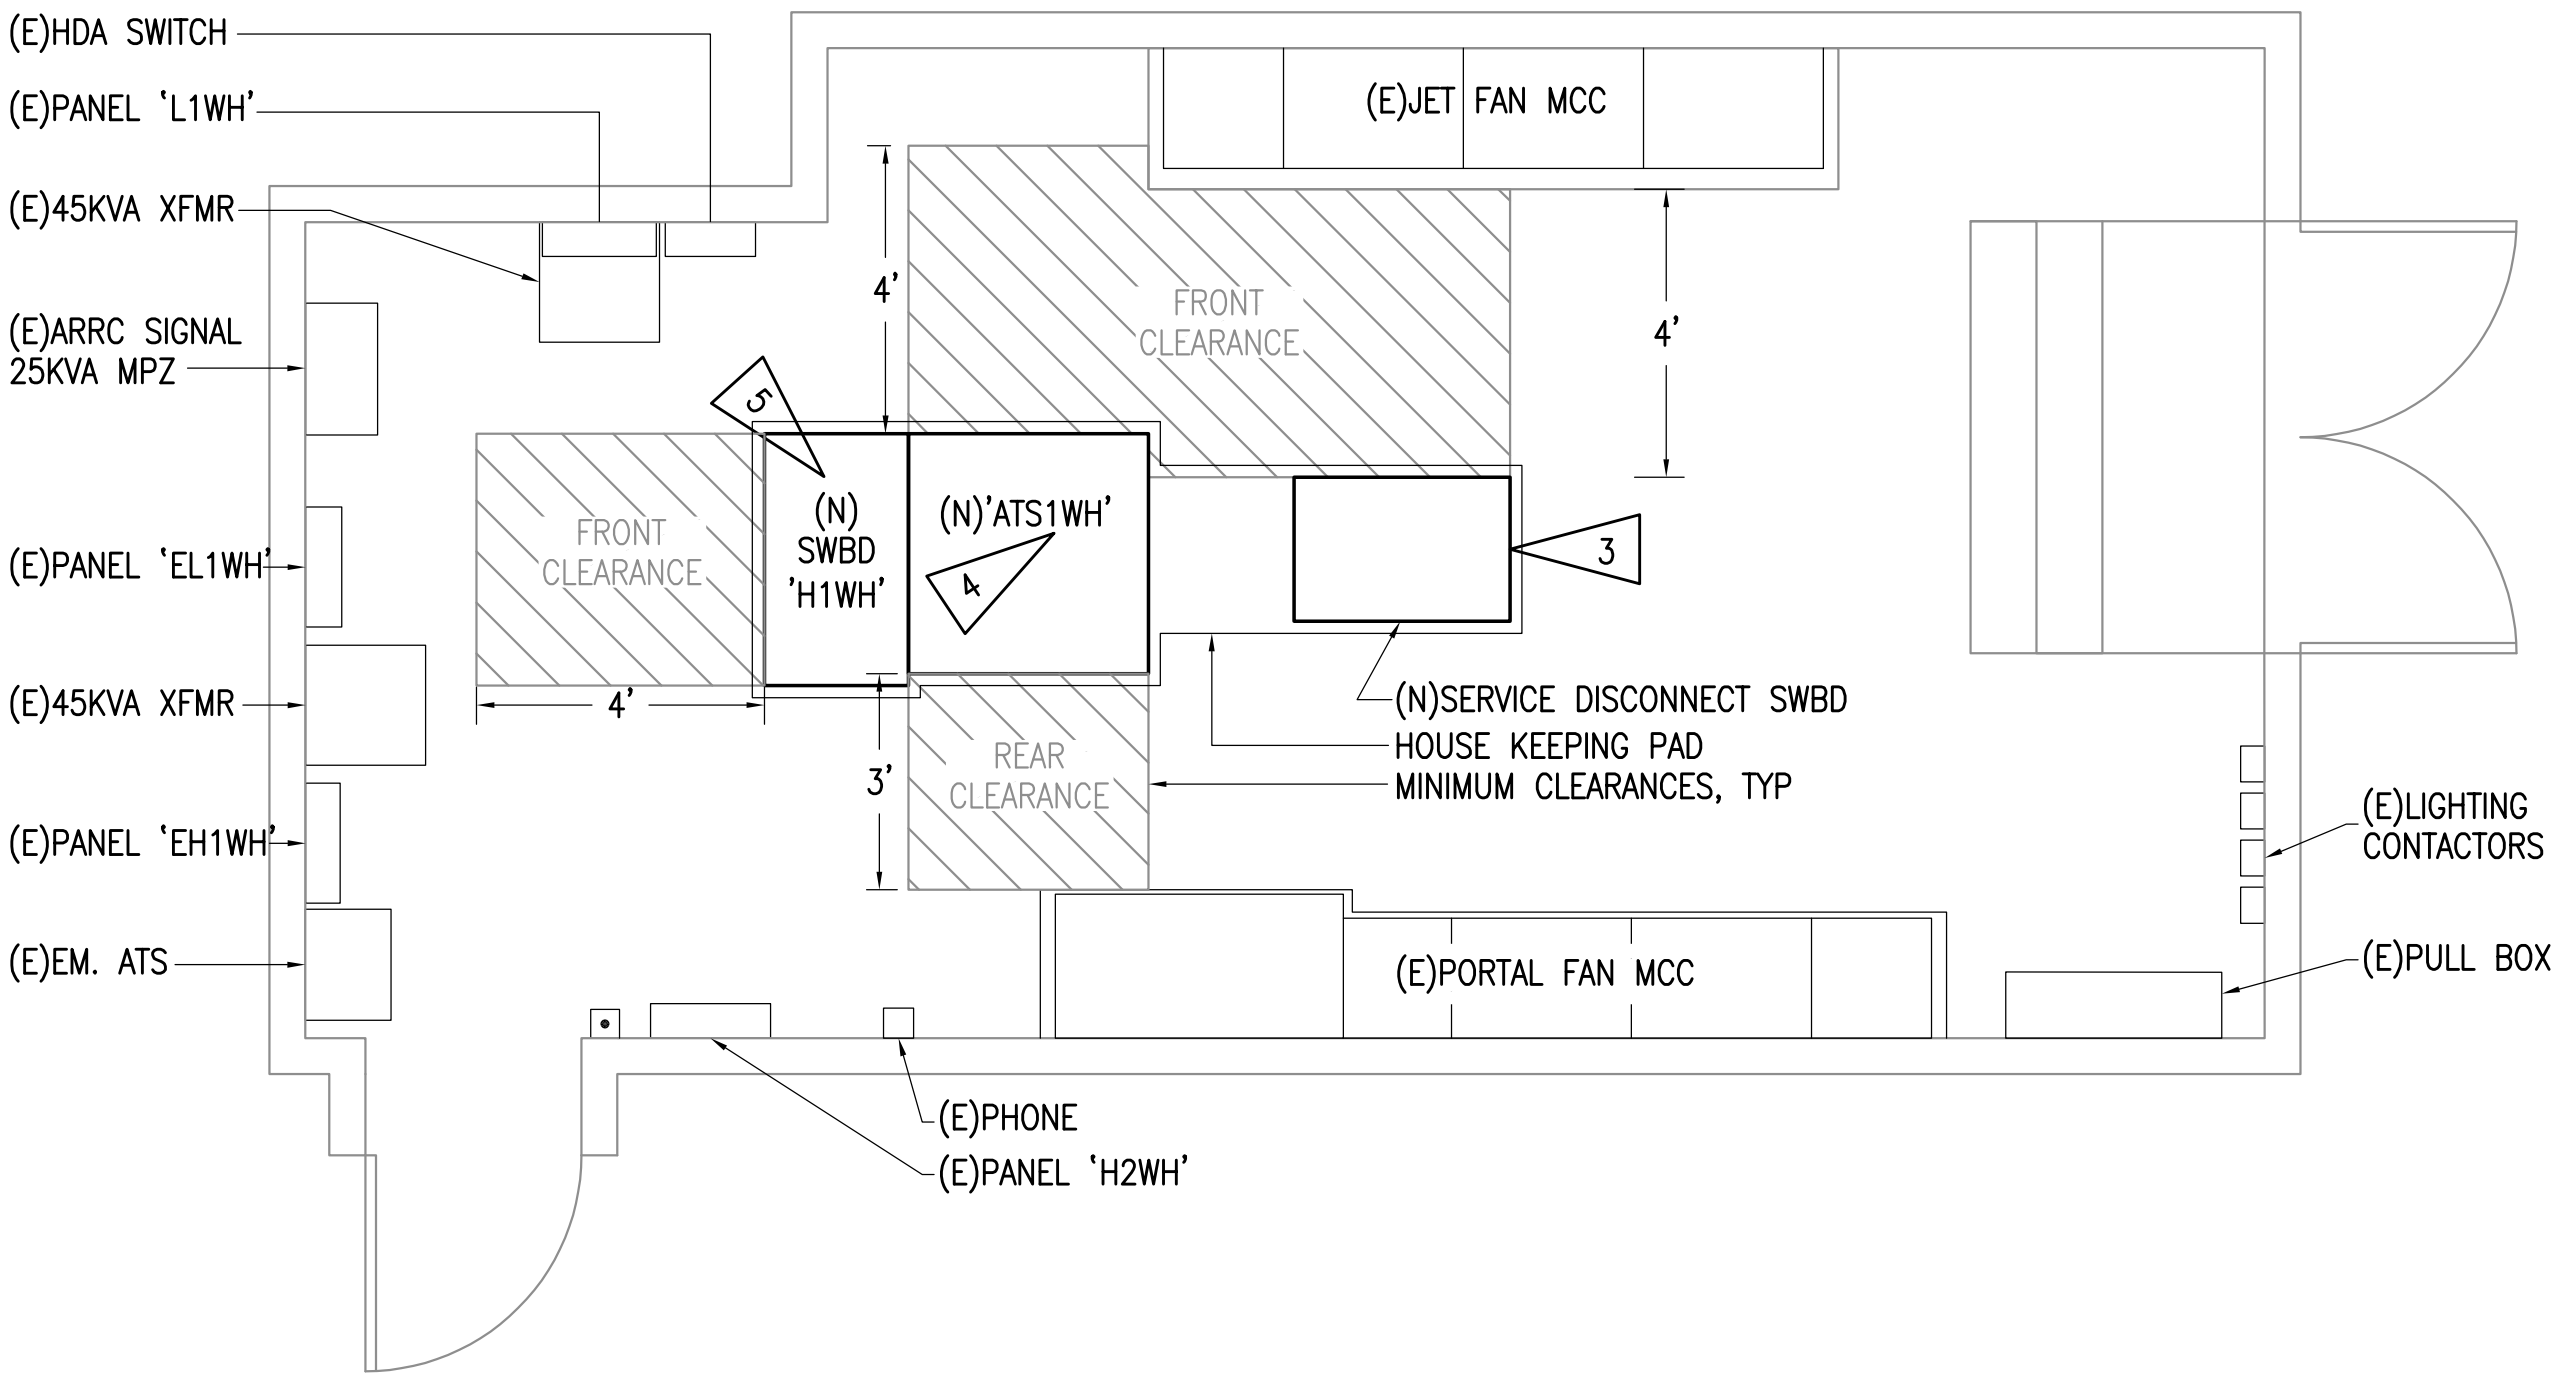 (E)HDA SWITCH
(E)PANEL ‘L1WH’
(E)45KVA XFMR
(E)ARRC SIGNAL
25KVA MPZ
(E)PANEL ‘EL1WH’
(E)45KVA XFMR
(E)PANEL ‘EH1WH’
(E)EM. ATS
(E)JET FAN MCC
4’
FRONT
CLEARANCE
4’
5
FRONT
CLEARANCE
4’
(N)
SWBD
’H1WH’
(N)’ATS1WH’
4
3
REAR
CLEARANCE
3’
(N)SERVICE DISCONNECT SWBD
HOUSE KEEPING PAD
MINIMUM CLEARANCES, TYP
(E)LIGHTING
CONTACTORS
(E)PULL BOX
(E)PORTAL FAN MCC
(E)PHONE
(E)PANEL ‘H2WH’